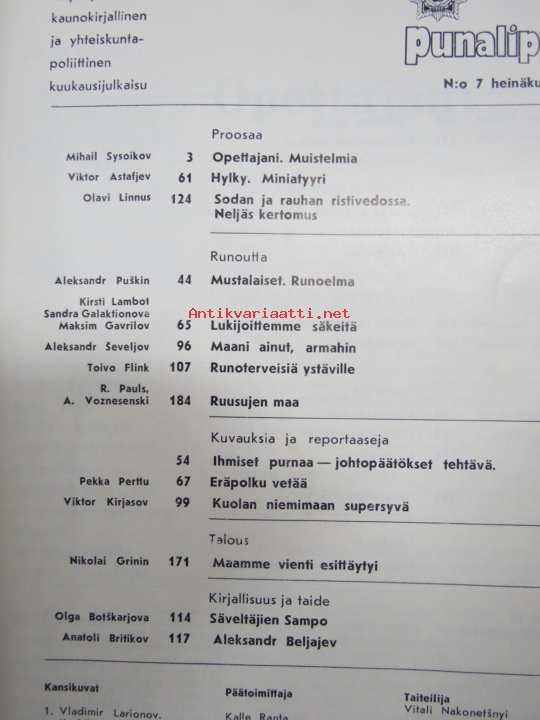 kaunokirjallinen
ja yhteiskunta-
poliittinen
kuukausijulkaisu
punalip
N:o 7 heinäku
Proosaa
Mihail Sysoikov 3 Opettajani. Muistelmia
Viktor Astafjev 61 Hylky. Miniatyyri
Olavi Linnus 124 Sodan ja rauhan ristivedossa.
Neljäs kertomus
Runoutta
Aleksandr Puškin 44 Mustalaiset. Runoelma
Kirsti Lambot
Sandra Galaktionova
Antikvariaatti.net
Maksim Gavrilov 65 Lukijoittemme säkeitä
Aleksandr Ševeljov 96 Maani ainut, armahin
Toivo Flink 107 Runoterveisiä ystäville
R. Pauls,
A. Voznesenski 184 Ruusujen maa
Kuvauksia ja reportaaseja
54 Ihmiset purnaa — johtopäätökset tehtävä.
Pekka Perttu 67 Eräpolku vetää
Viktor Kirjasov 99 Kuolan niemimaan supersyvä
Talous
Nikolai Grinin 171 Maamme vienti esittäytyi
Kirjallisuus ja taide
Olga Botškarjova 114 Säveltäjien Sampo
Anatoli Britikov 117 Aleksandr Beljajev
Kansikuvat
1. Vladimir Larionov.
Päätoimittaja
Kalle Ranta
Taiteilija
Vitali Nakonetšnyi